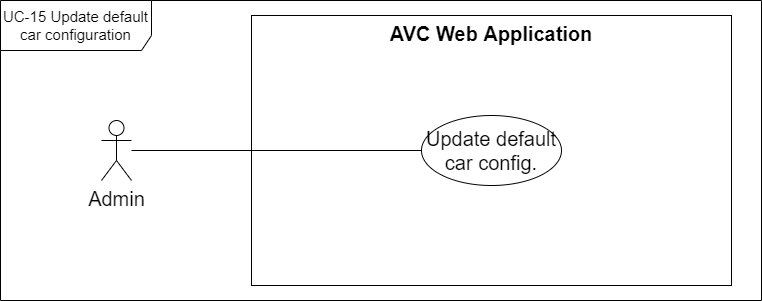 UC-15 Update default
car configuration
AVC Web Application
Update default
car config.
Admin